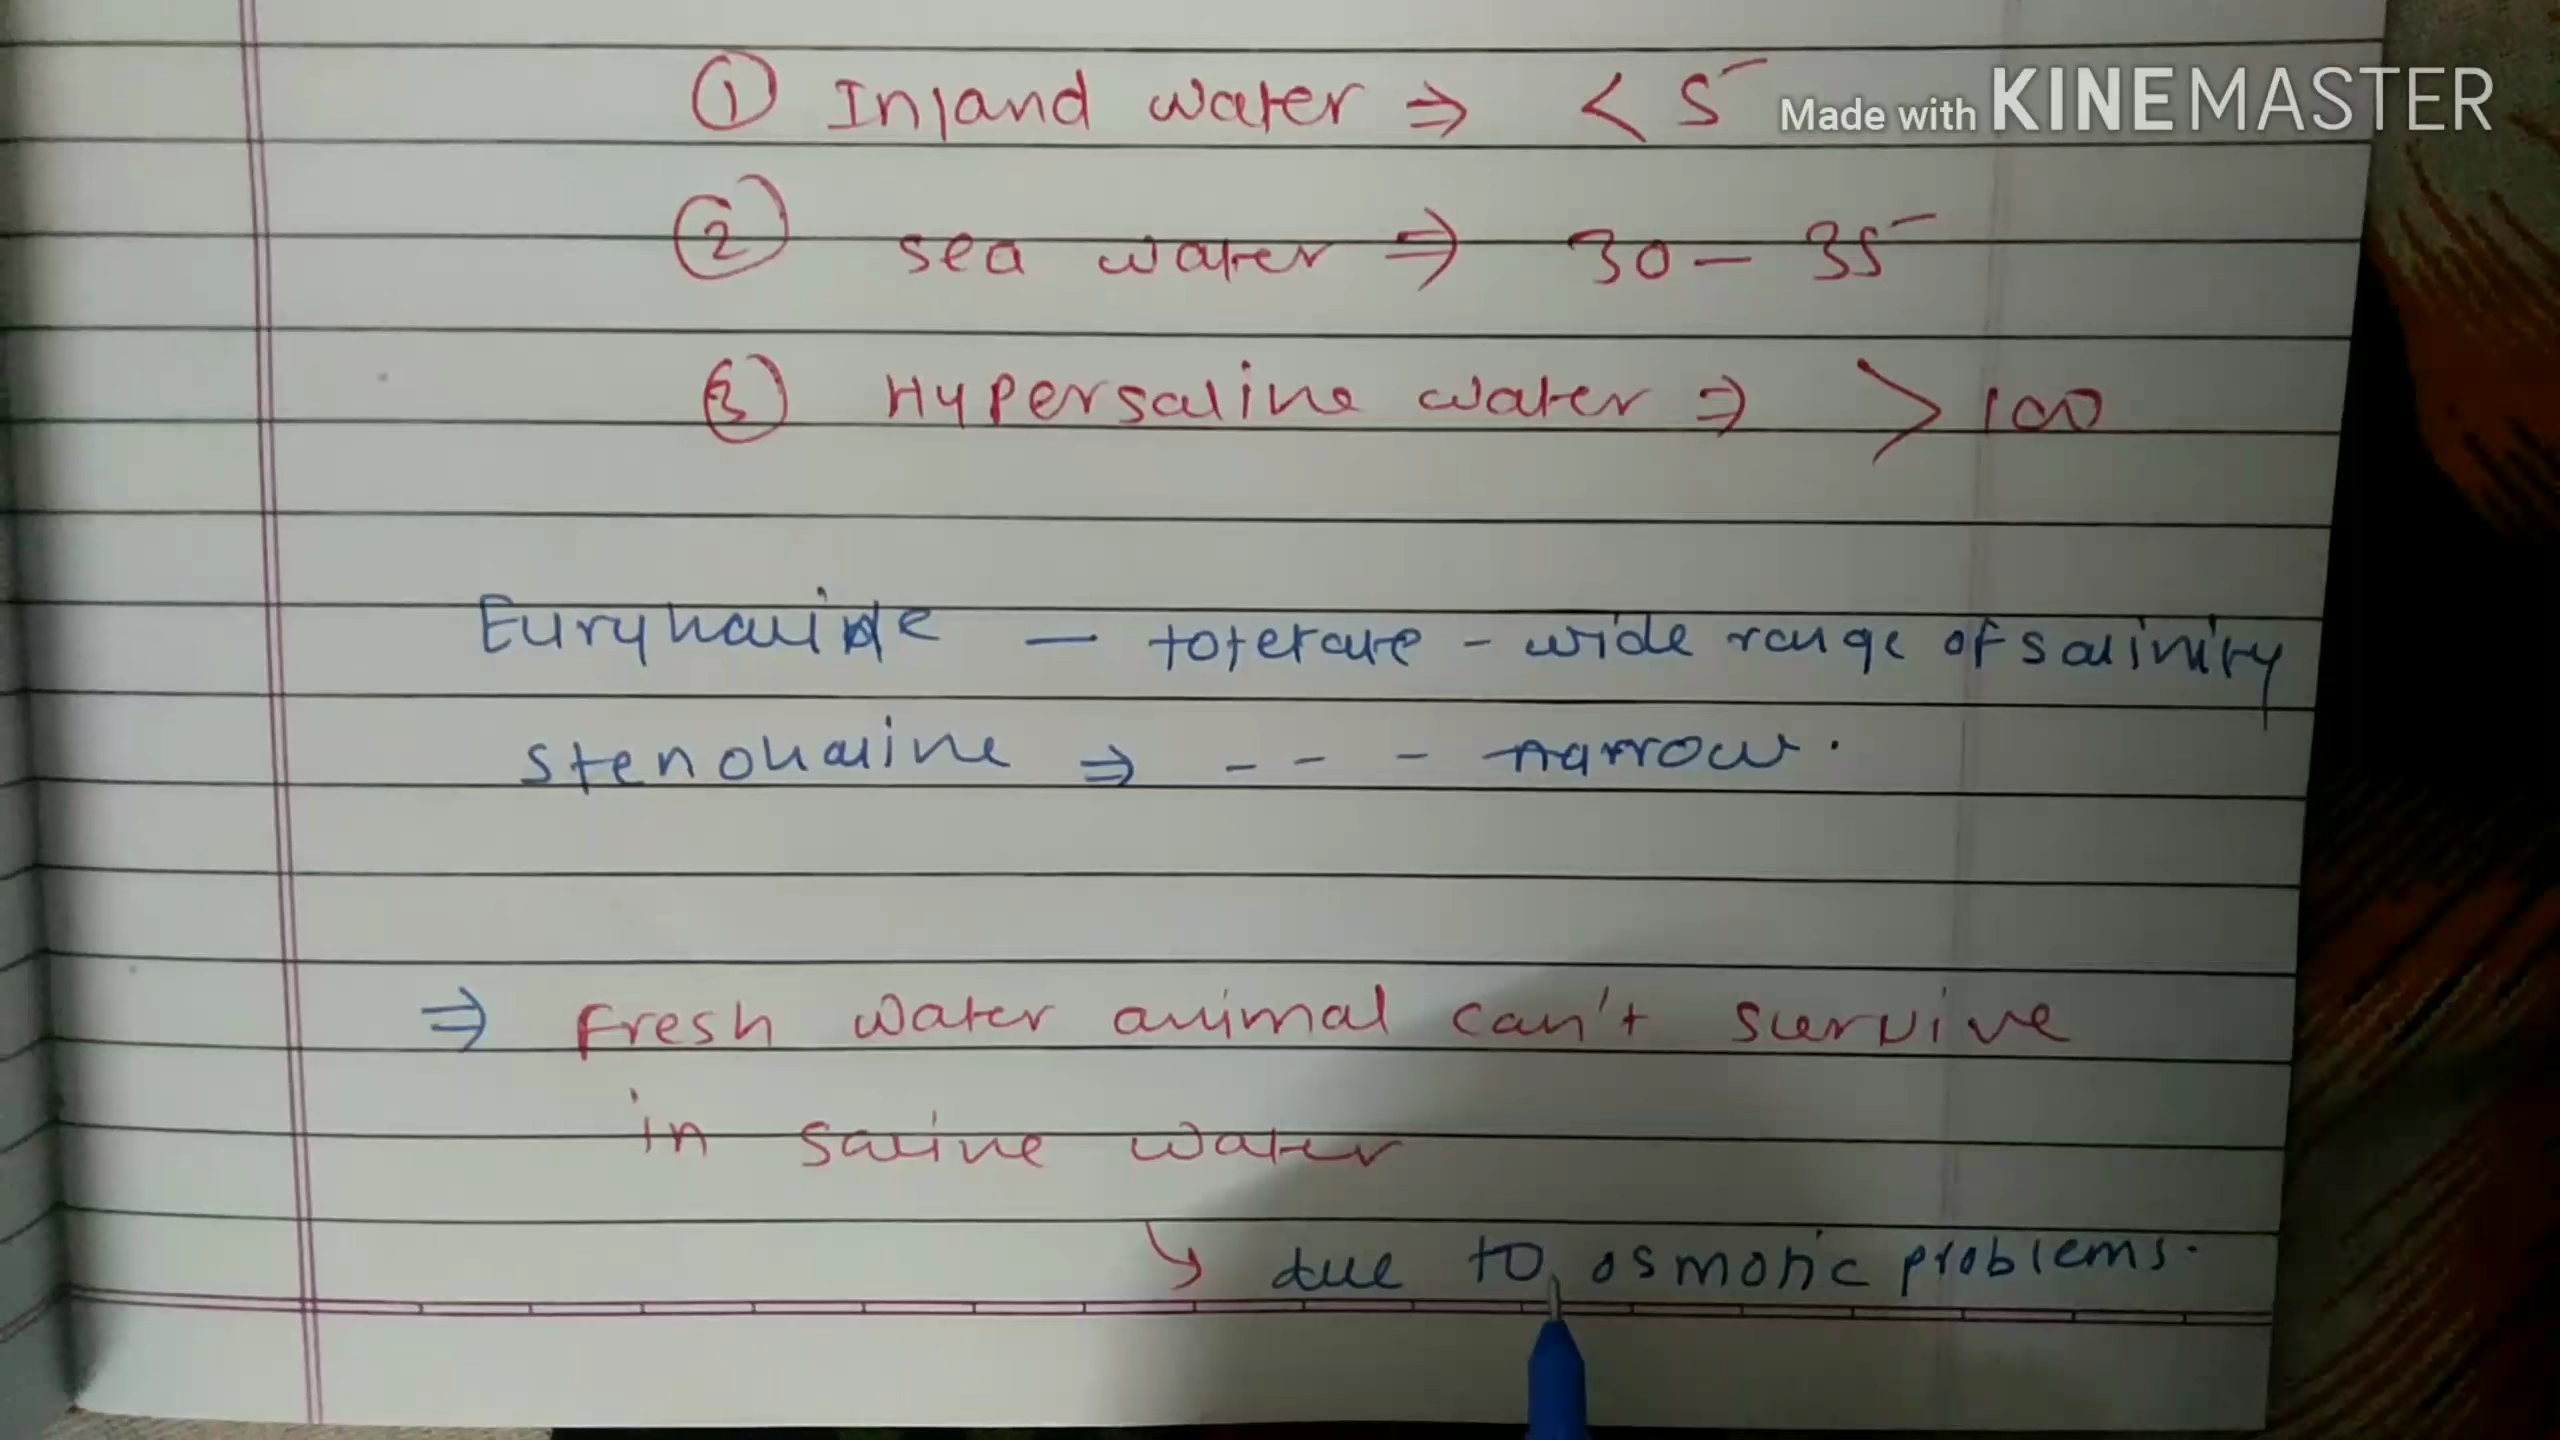 ① Inland water ⇒ < 5
Made with KINEMASTER
② sea water ⇒ 30 – 35
③ Hypersaline water ⇒ > 100
Euryhaline – tolerate – wide range of salinity
stenohaline ⇒ - - - narrow.
⇒ Fresh water animal can't survive
in saline water
↘ due to osmotic problems.